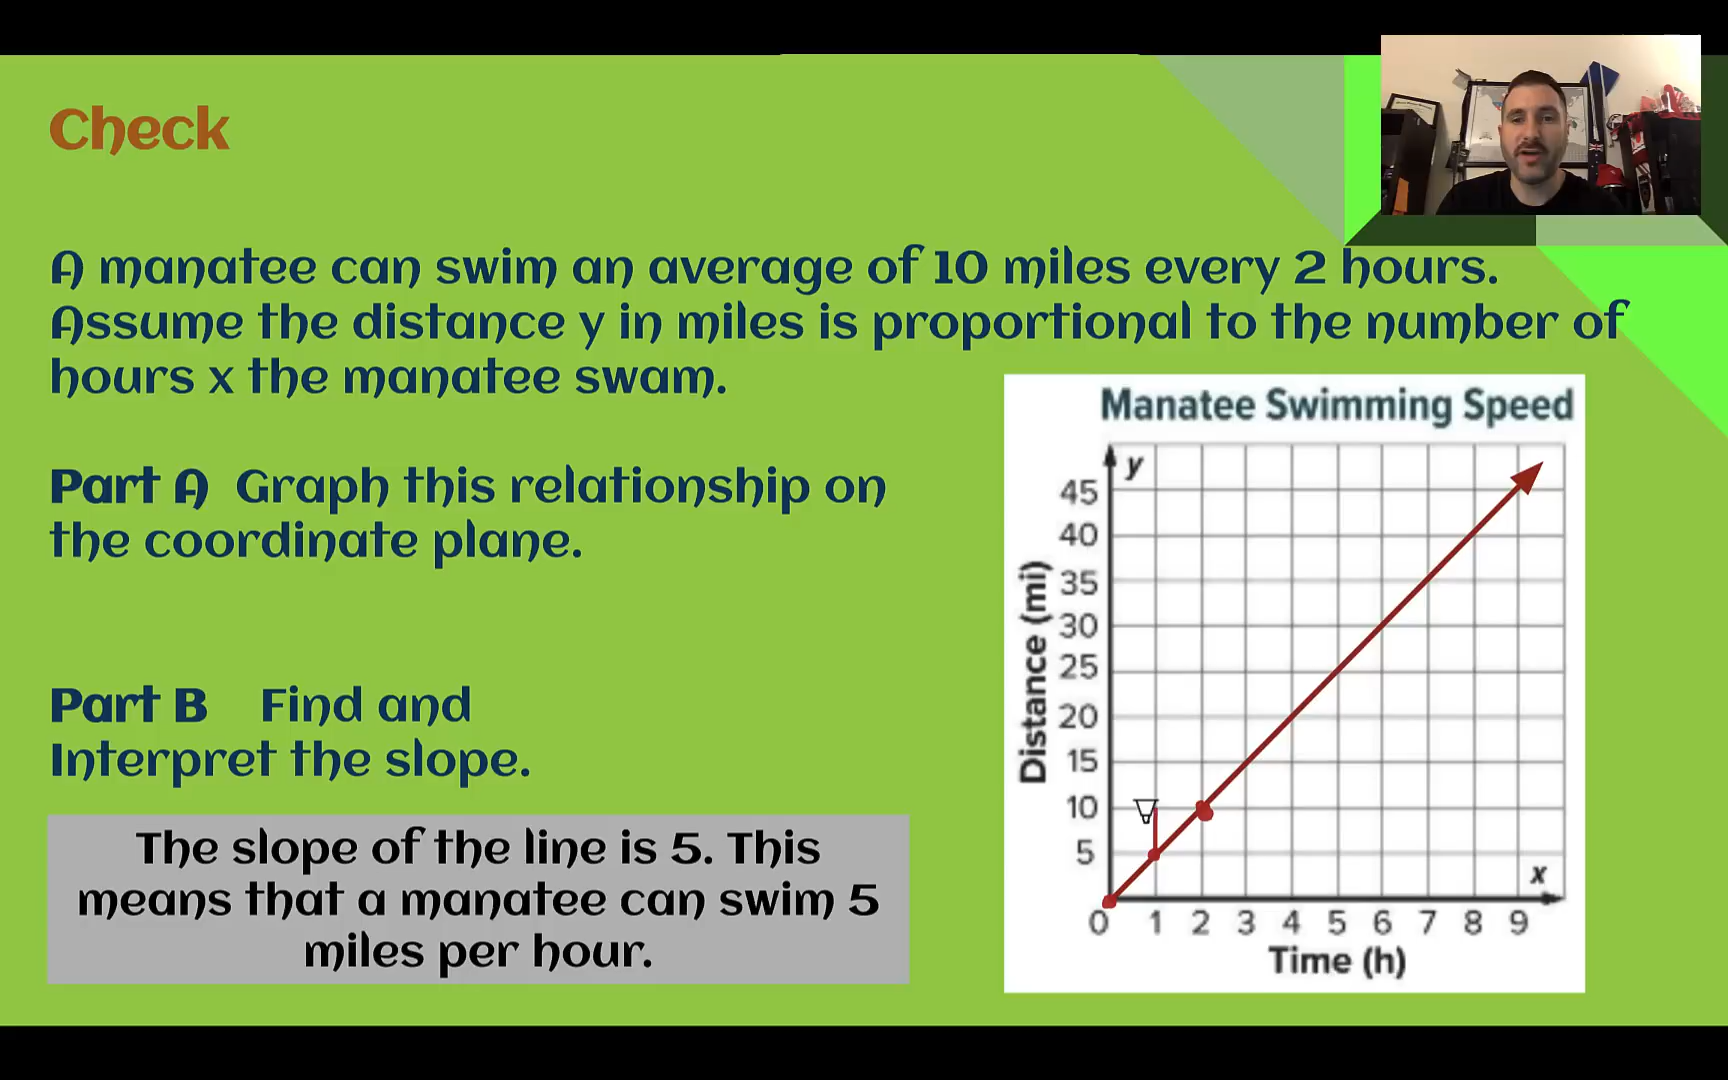 Check
A manatee can swim an average of 10 miles every 2 hours.
Assume the distance y in miles is proportional to the number of
hours x the manatee swam.
Part A Graph this relationship on
the coordinate plane.
Part B Find and
Interpret the slope.
The slope of the line is 5. This
means that a manatee can swim 5
miles per hour.
Manatee Swimming Speed
y
45
40
35
30
25
20
15
10
5
Distance (mi)
x
0 1 2 3 4 5 6 7 8 9
Time (h)